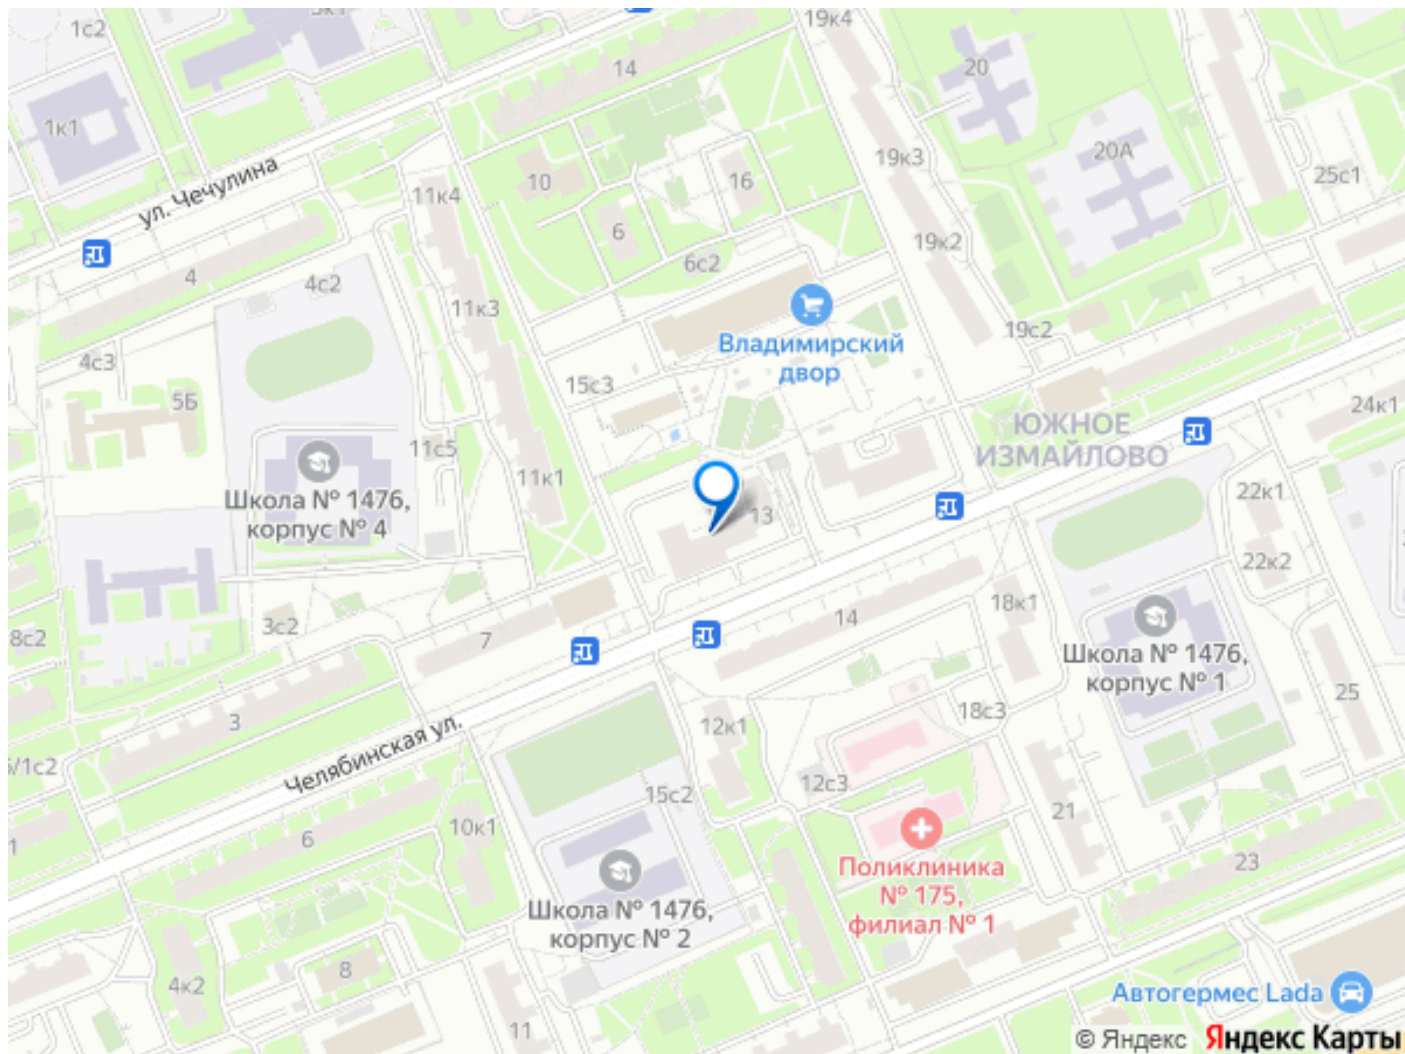 1с2
19к4
14
20
1к1
ул. Чечулина
10
11к4
16
19к3
20А
25с1
6
19к2
6с2
4
4с2
11к3
Владимирский
двор
19с2
4с3
15с3
5Б
24к1
ЮЖНОЕ
ИЗМАЙЛОВО
11с5
11к1
Школа № 1476,
корпус № 4
13
22к1
22к2
18к1
14
3с2
8с2
7
Школа № 1476,
корпус № 1
25
3
Челябинская ул.
12к1
18с3
/1с2
12с3
15с2
10к1
6
21
Поликлиника
№ 175,
филиал № 1
23
Школа № 1476,
корпус № 2
8
4к2
11
Автогермес Lada
© Яндекс Яндекс Карты